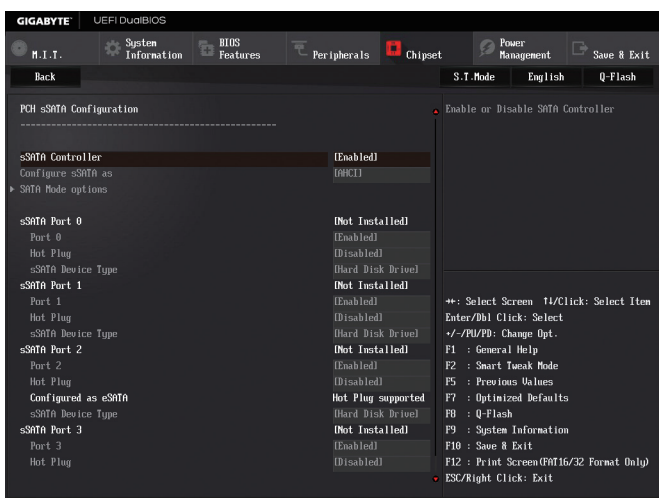 GIGABYTE™ UEFI DualBIOS
M.I.T.
System Information
BIOS Features
Peripherals
Chipset
Power Management
Save & Exit
Back
S.T.Mode English Q-Flash
PCH sSATA Configuration
Enable or Disable SATA Controller
sSATA Controller [Enabled]
Configure sSATA as [AHCI]
SATA Mode options
sSATA Port 0 [Not Installed]
Port 0 [Enabled]
Hot Plug [Disabled]
sSATA Device Type [Hard Disk Drive]
sSATA Port 1 [Not Installed]
Port 1 [Enabled]
Hot Plug [Disabled]
sSATA Device Type [Hard Disk Drive]
sSATA Port 2 [Not Installed]
Port 2 [Enabled]
Hot Plug [Disabled]
Configured as eSATA Hot Plug supported
sSATA Device Type [Hard Disk Drive]
sSATA Port 3 [Not Installed]
Port 3 [Enabled]
Hot Plug [Disabled]
→←: Select Screen ↑↓/Click: Select Item
Enter/Dbl Click: Select
+/-/PU/PD: Change Opt.
F1 : General Help
F2 : Smart Tweak Mode
F5 : Previous Values
F7 : Optimized Defaults
F8 : Q-Flash
F9 : System Information
F10 : Save & Exit
F12 : Print Screen(FAT16/32 Format Only)
ESC/Right Click: Exit